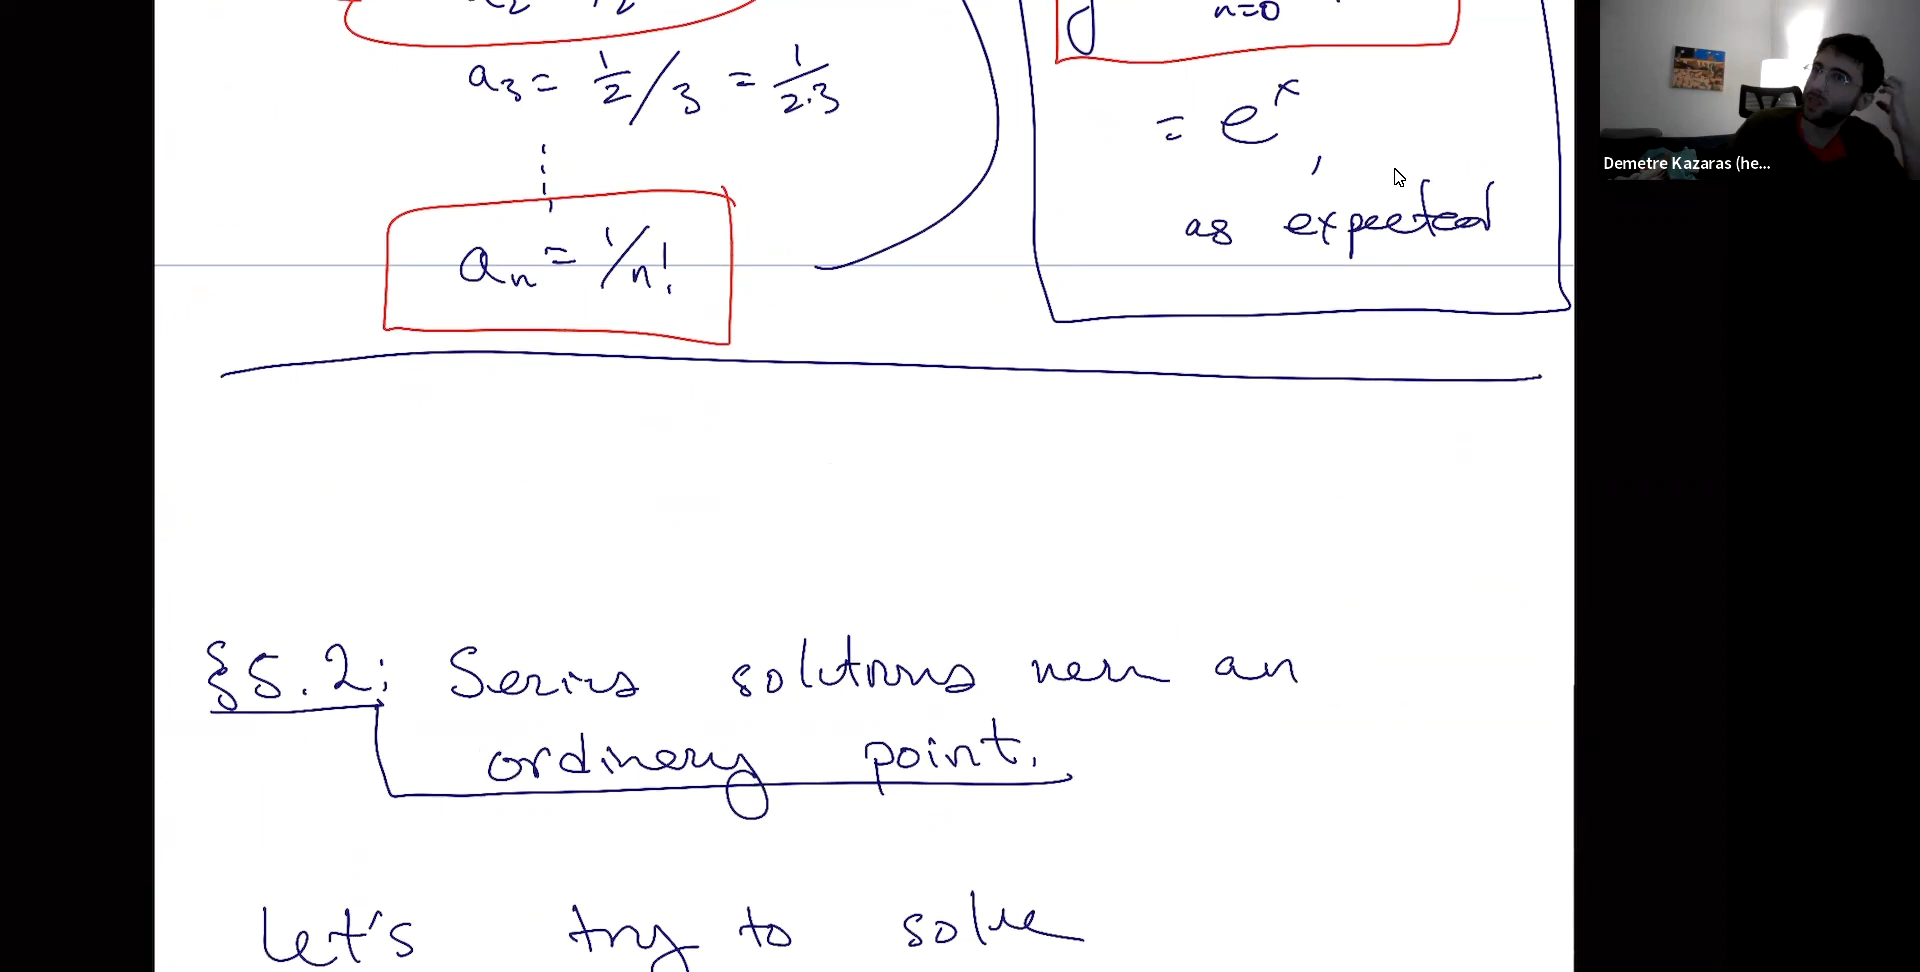 a₃ = 1/2 / 3 = 1/2·3
aₙ = 1/n!
n=0
= eˣ,
as expected
§5.2: Series solutions near an
ordinary point.
Let's try to solve
Demetre Kazaras (he...